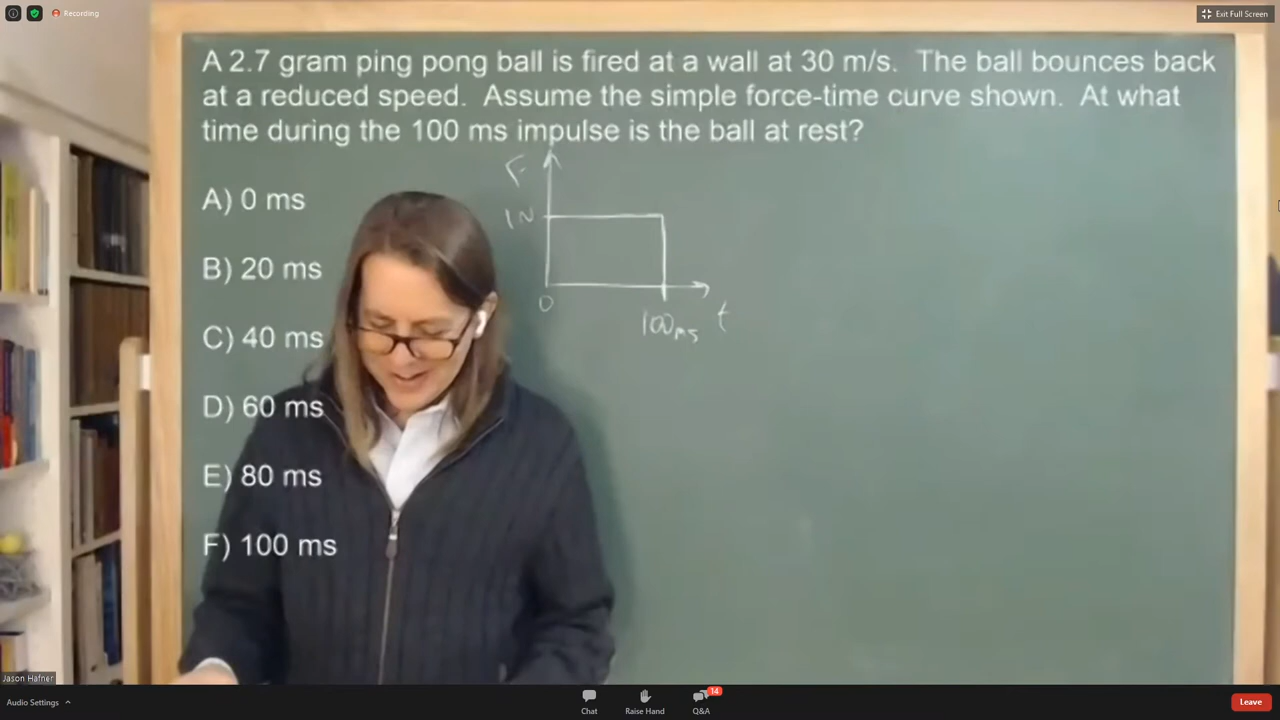 Recording
Exit Full Screen
A 2.7 gram ping pong ball is fired at a wall at 30 m/s. The ball bounces back
at a reduced speed. Assume the simple force-time curve shown. At what
time during the 100 ms impulse is the ball at rest?
F
A) 0 ms
1N
B) 20 ms
0
100ms t
C) 40 ms
D) 60 ms
E) 80 ms
F) 100 ms
Jason Hafner
Audio Settings
Chat
Raise Hand
14
Q&A
Leave